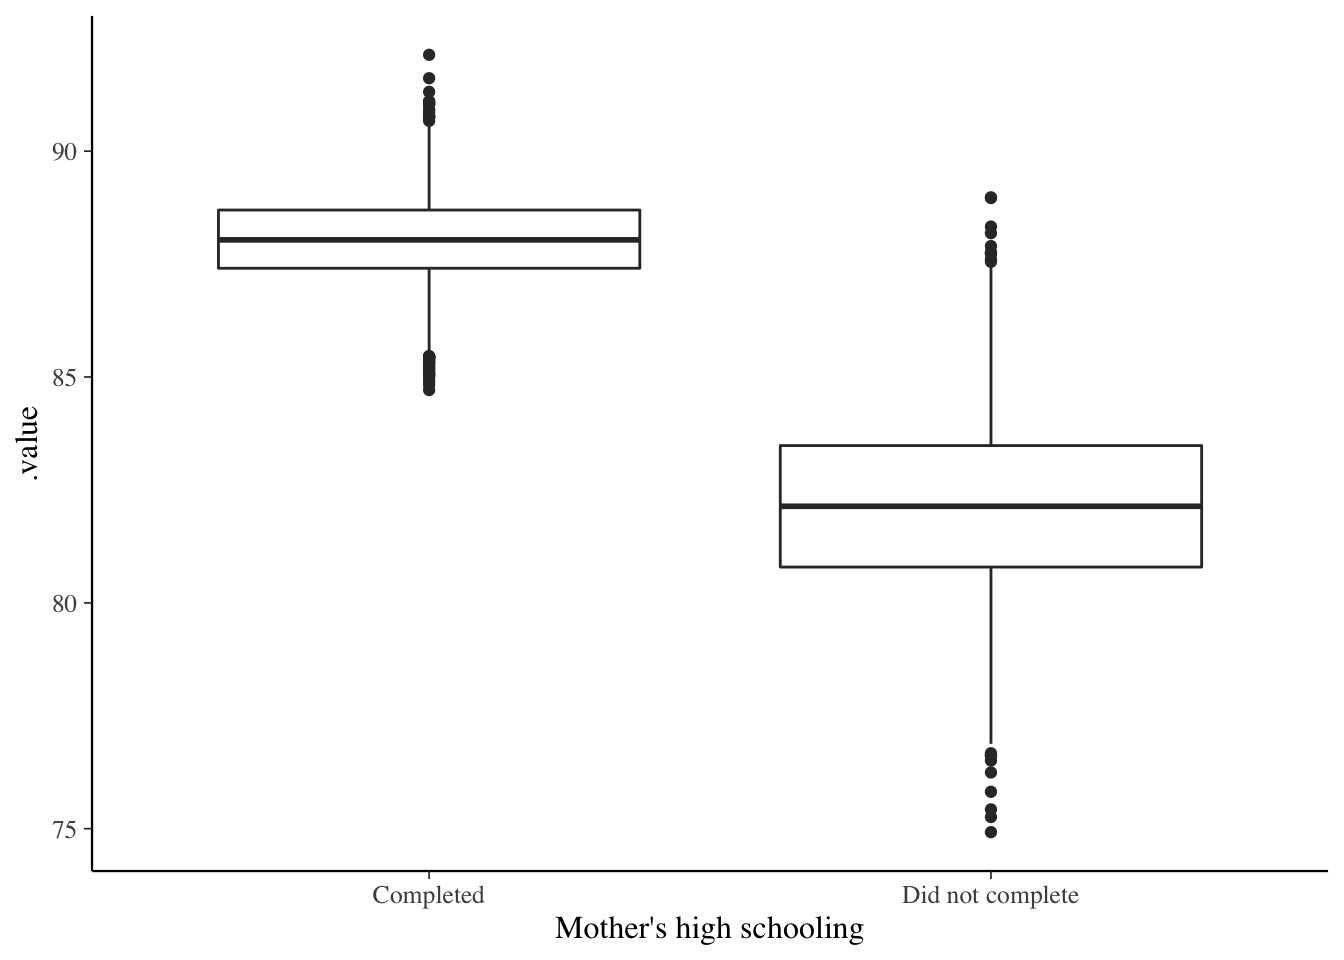 90
85
80
75
.value
Completed
Did not complete
Mother's high schooling